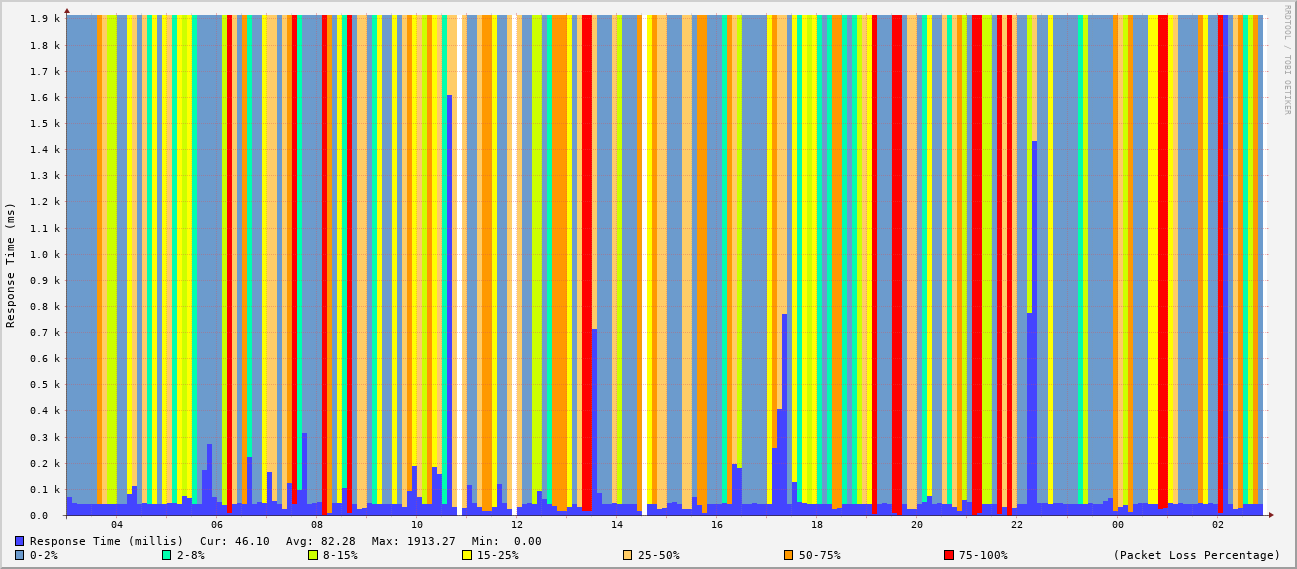 RRDTOOL / TOBI OETIKER
Response Time (ms)
1.9 k
1.8 k
1.7 k
1.6 k
1.5 k
1.4 k
1.3 k
1.2 k
1.1 k
1.0 k
0.9 k
0.8 k
0.7 k
0.6 k
0.5 k
0.4 k
0.3 k
0.2 k
0.1 k
0.0
04 06 08 10 12 14 16 18 20 22 00 02
Response Time (millis) Cur: 46.10 Avg: 82.28 Max: 1913.27 Min: 0.00
0-2% 2-8% 8-15% 15-25% 25-50% 50-75% 75-100% (Packet Loss Percentage)